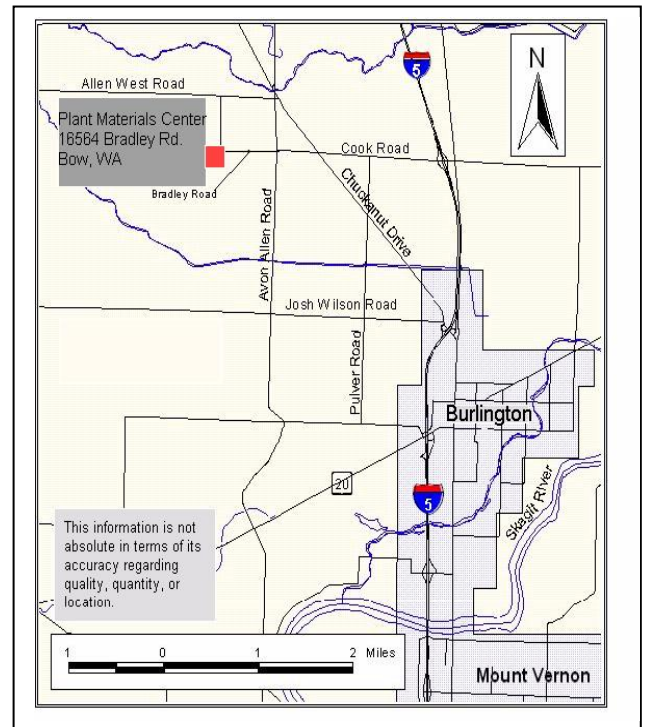 N
5
Allen West Road
Plant Materials Center
16564 Bradley Rd.
Bow, WA
Cook Road
Bradley Road
Chuckanut Drive
Avon Allen Road
Josh Wilson Road
Pulver Road
Burlington
20
5
Skagit River
This information is not
absolute in terms of its
accuracy regarding
quality, quantity, or
location.
1 0 1 2 Miles
Mount Vernon